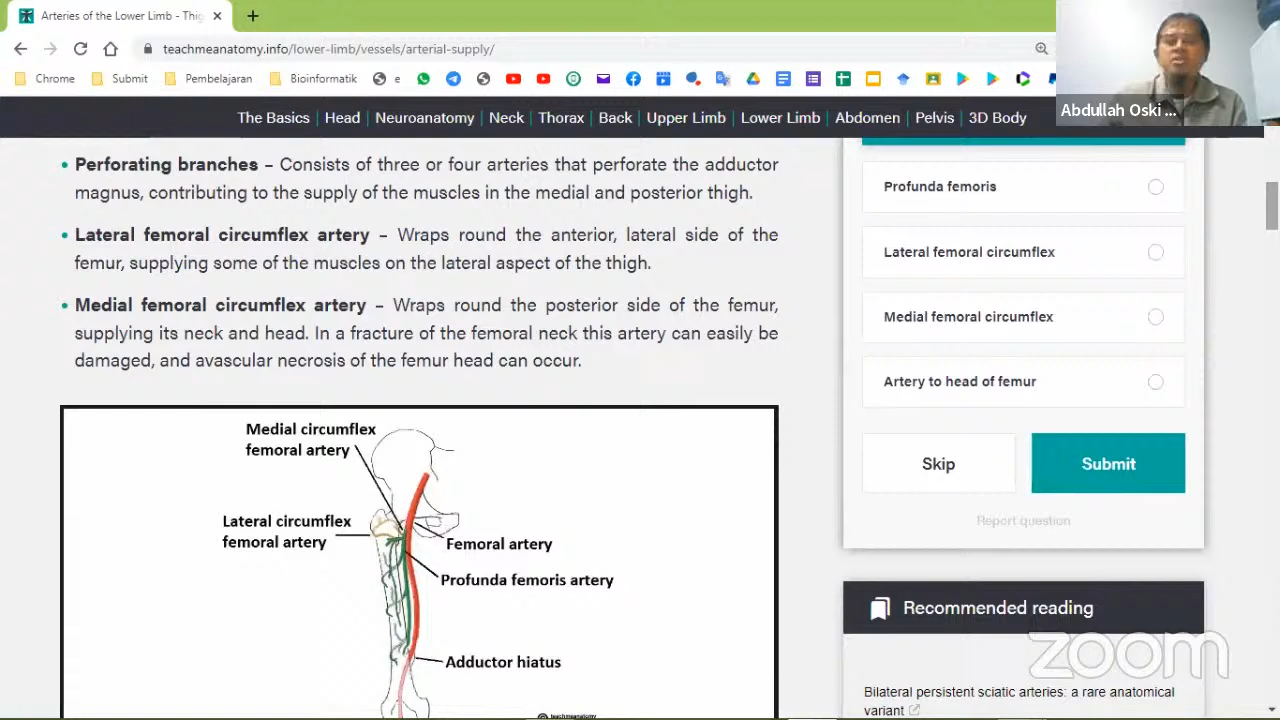 Arteries of the Lower Limb - Thig
teachmeanatomy.info/lower-limb/vessels/arterial-supply/
Chrome Submit Pembelajaran Bioinformatik e
Abdullah Oski ...
The Basics | Head | Neuroanatomy | Neck | Thorax | Back | Upper Limb | Lower Limb | Abdomen | Pelvis | 3D Body
• Perforating branches – Consists of three or four arteries that perforate the adductor
magnus, contributing to the supply of the muscles in the medial and posterior thigh.
• Lateral femoral circumflex artery – Wraps round the anterior, lateral side of the
femur, supplying some of the muscles on the lateral aspect of the thigh.
• Medial femoral circumflex artery – Wraps round the posterior side of the femur,
supplying its neck and head. In a fracture of the femoral neck this artery can easily be
damaged, and avascular necrosis of the femur head can occur.
Medial circumflex
femoral artery
Lateral circumflex
femoral artery
Femoral artery
Profunda femoris artery
Adductor hiatus
teachmeanatomy
Profunda femoris
Lateral femoral circumflex
Medial femoral circumflex
Artery to head of femur
Skip
Submit
Report question
Recommended reading
Bilateral persistent sciatic arteries: a rare anatomical
variant
zoom